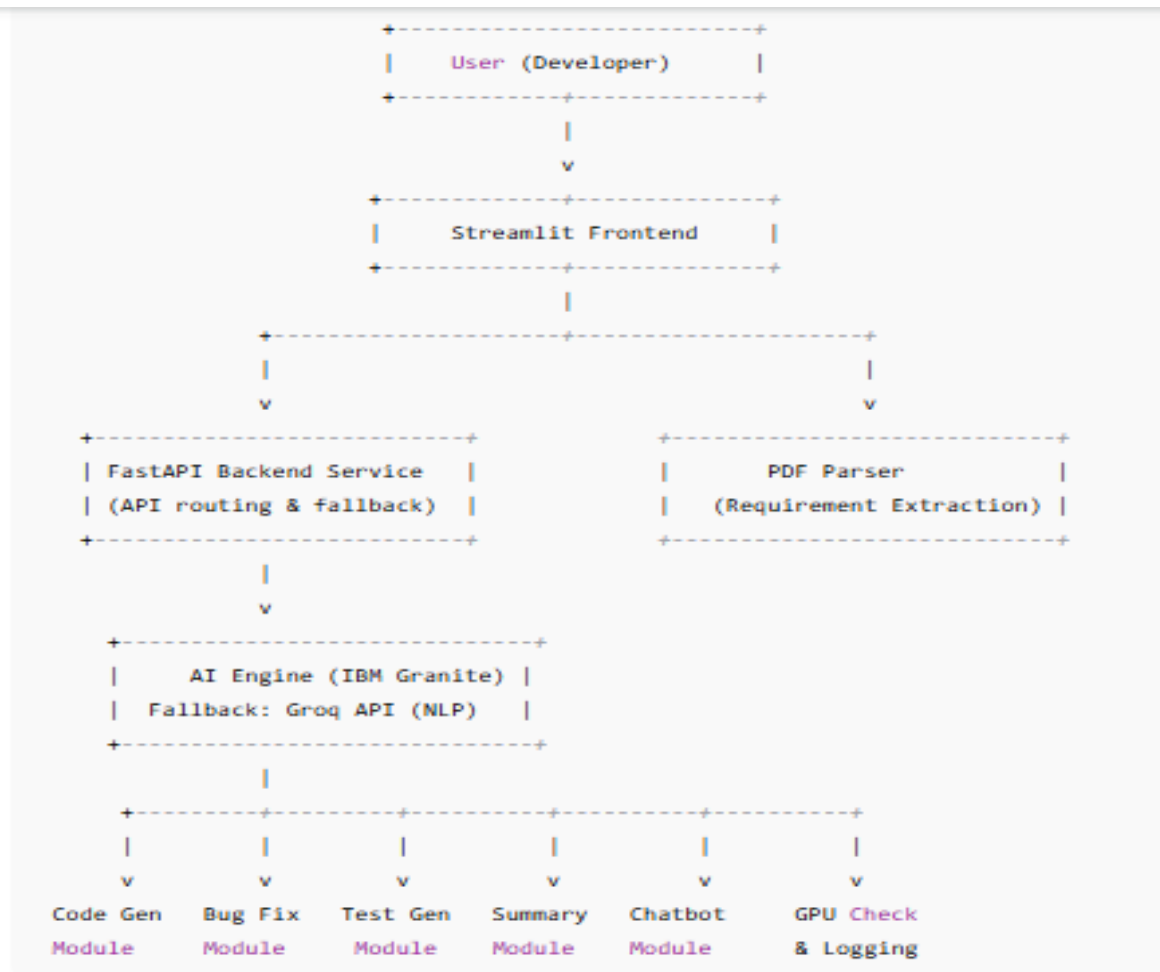 User (Developer)
Streamlit Frontend
FastAPI Backend Service
(API routing & fallback)
PDF Parser
(Requirement Extraction)
AI Engine (IBM Granite)
Fallback: Groq API (NLP)
Code Gen Bug Fix Test Gen Summary Chatbot GPU Check
Module Module Module Module Module & Logging